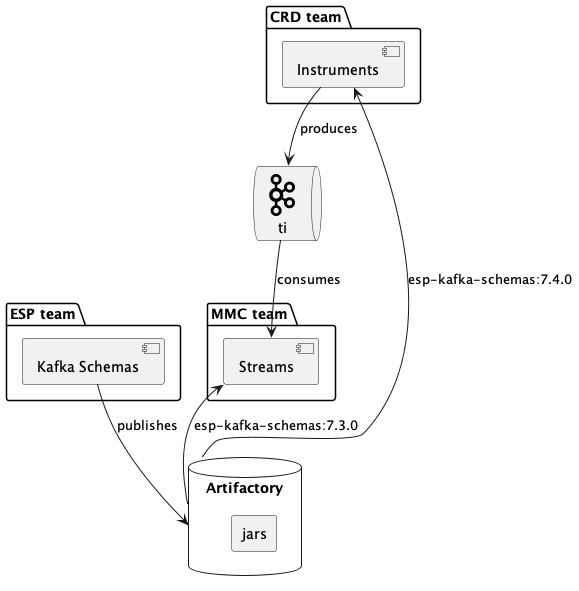 CRD team
Instruments
produces
ti
consumes
esp-kafka-schemas:7.4.0
ESP team
MMC team
Kafka Schemas
Streams
publishes
esp-kafka-schemas:7.3.0
Artifactory
jars